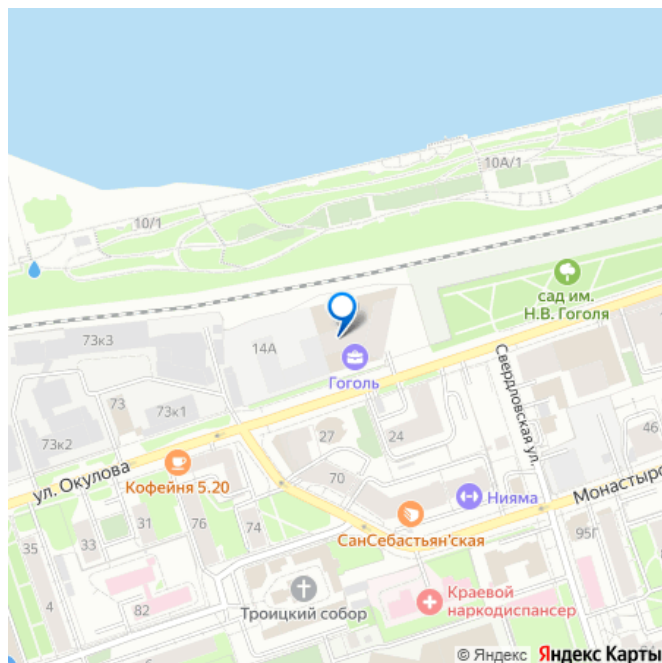 10А/1
10/1
сад им.
Н.В. Гоголя
73к3
14А
Гоголь
Свердловская ул.
73
73к1
27
24
46
73к2
ул. Окулова
Кофейня 5.20
70
Нияма
Монастырс
СанСебастьян'ская
76
74
31
33
35
95Г
4
82
Троицкий собор
Краевой
наркодиспансер
© Яндекс Яндекс Карты